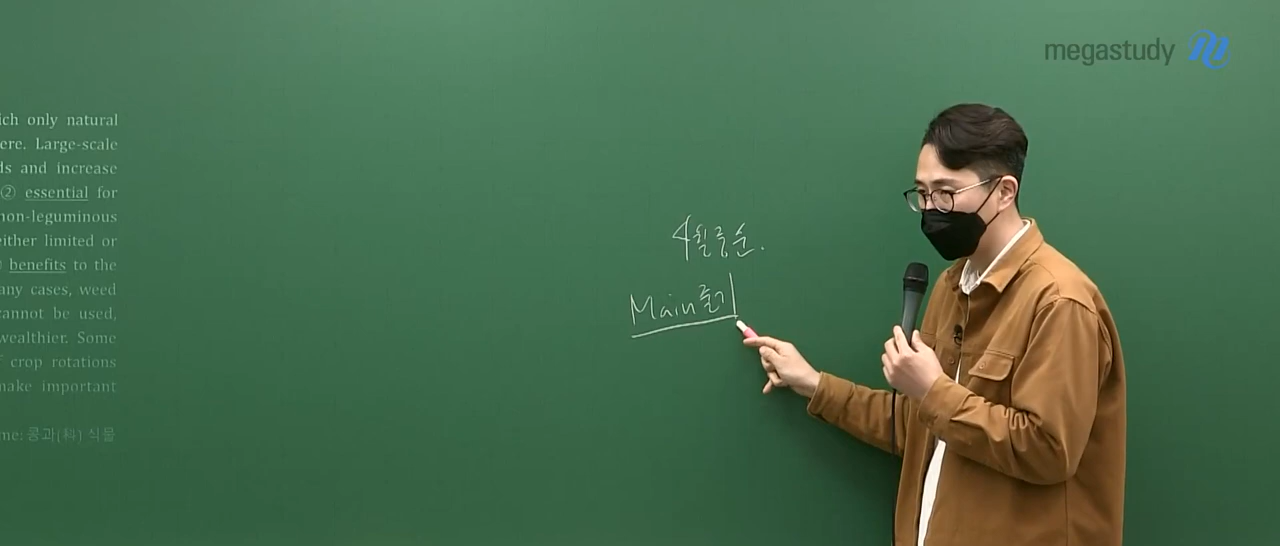 megastudy
ich only natural
ere. Large-scale
ds and increase
② essential for
non-leguminous
either limited or
benefits to the
any cases, weed
cannot be used,
wealthier. Some
f crop rotations
make important
me: 콩과(科) 식물
4월 중순.
Main 줄기